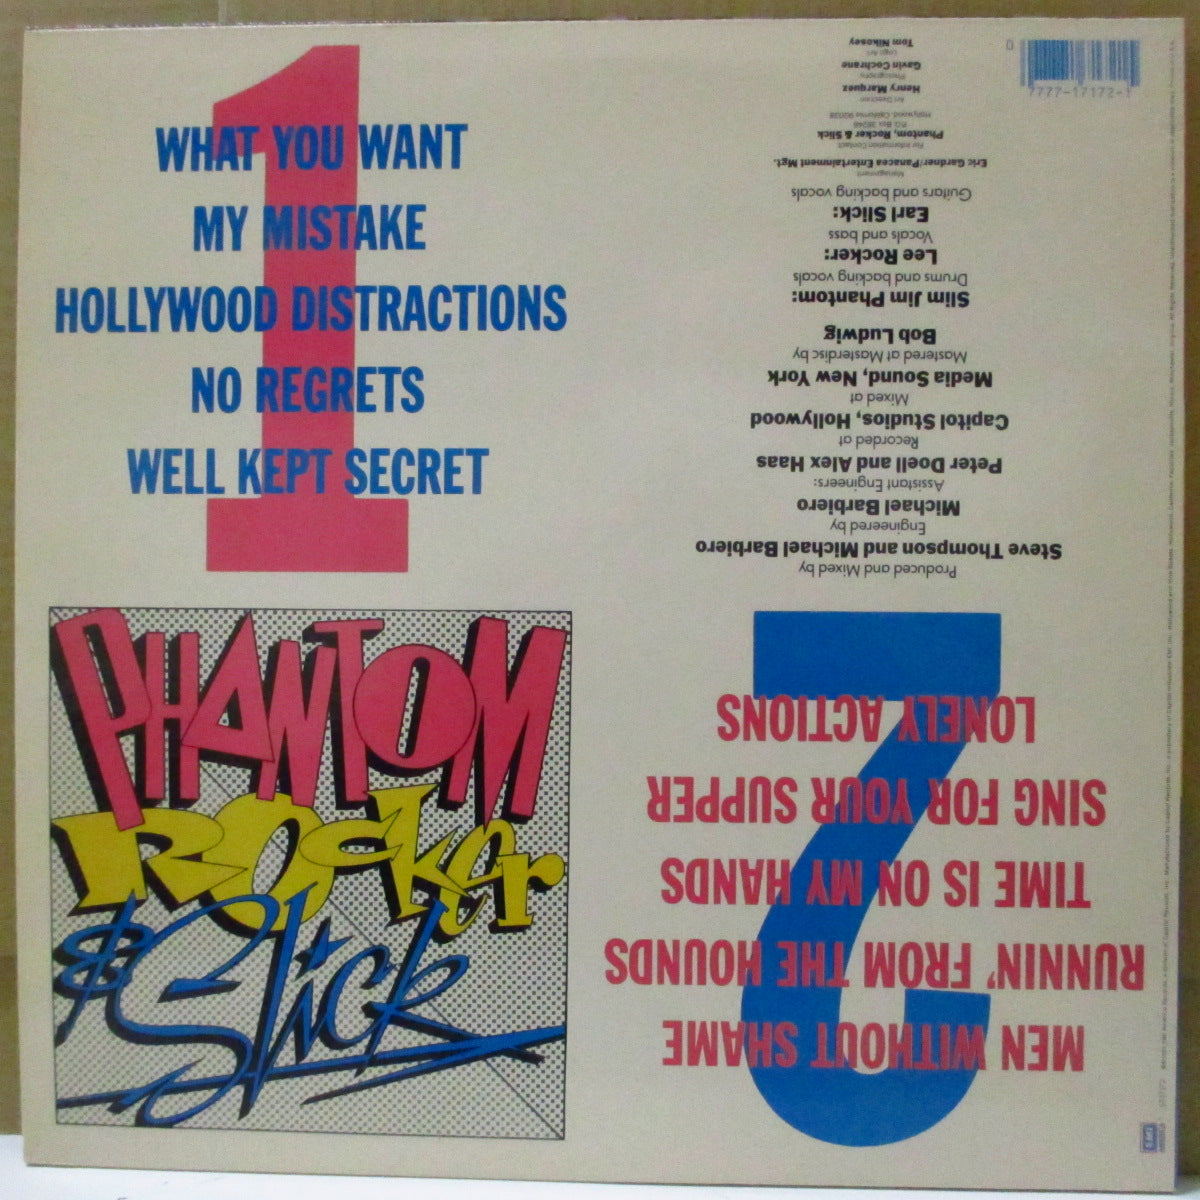 WHAT YOU WANT
MY MISTAKE
HOLLYWOOD DISTRACTIONS
NO REGRETS
WELL KEPT SECRET
1
PHANTOM
ROCKER
& SLICK
MEN WITHOUT SHAME
RUNNIN' FROM THE HOUNDS
TIME IS ON MY HANDS
SING FOR YOUR SUPPER
LONELY ACTIONS
2
Produced and Mixed by
Steve Thompson and Michael Barbiero
Engineered by
Michael Barbiero
Assistant Engineers:
Peter Doell and Alex Haas
Recorded at
Capitol Studios, Hollywood
Mixed at
Media Sound, New York
Mastered at Masterdisc by
Bob Ludwig
Slim Jim Phantom:
Drums and backing vocals
Lee Rocker:
Vocals and bass
Earl Slick:
Guitars and backing vocals
Management
Eric Gardner/Panacea Entertainment Mgt.
For Information Contact
Phantom, Rocker & Slick
Hollywood, California
Art Direction
Henry Marquez
Photography
Gavin Cochrane
Logo Art
Tom Nikosey
0
7777-17172-1
EMI